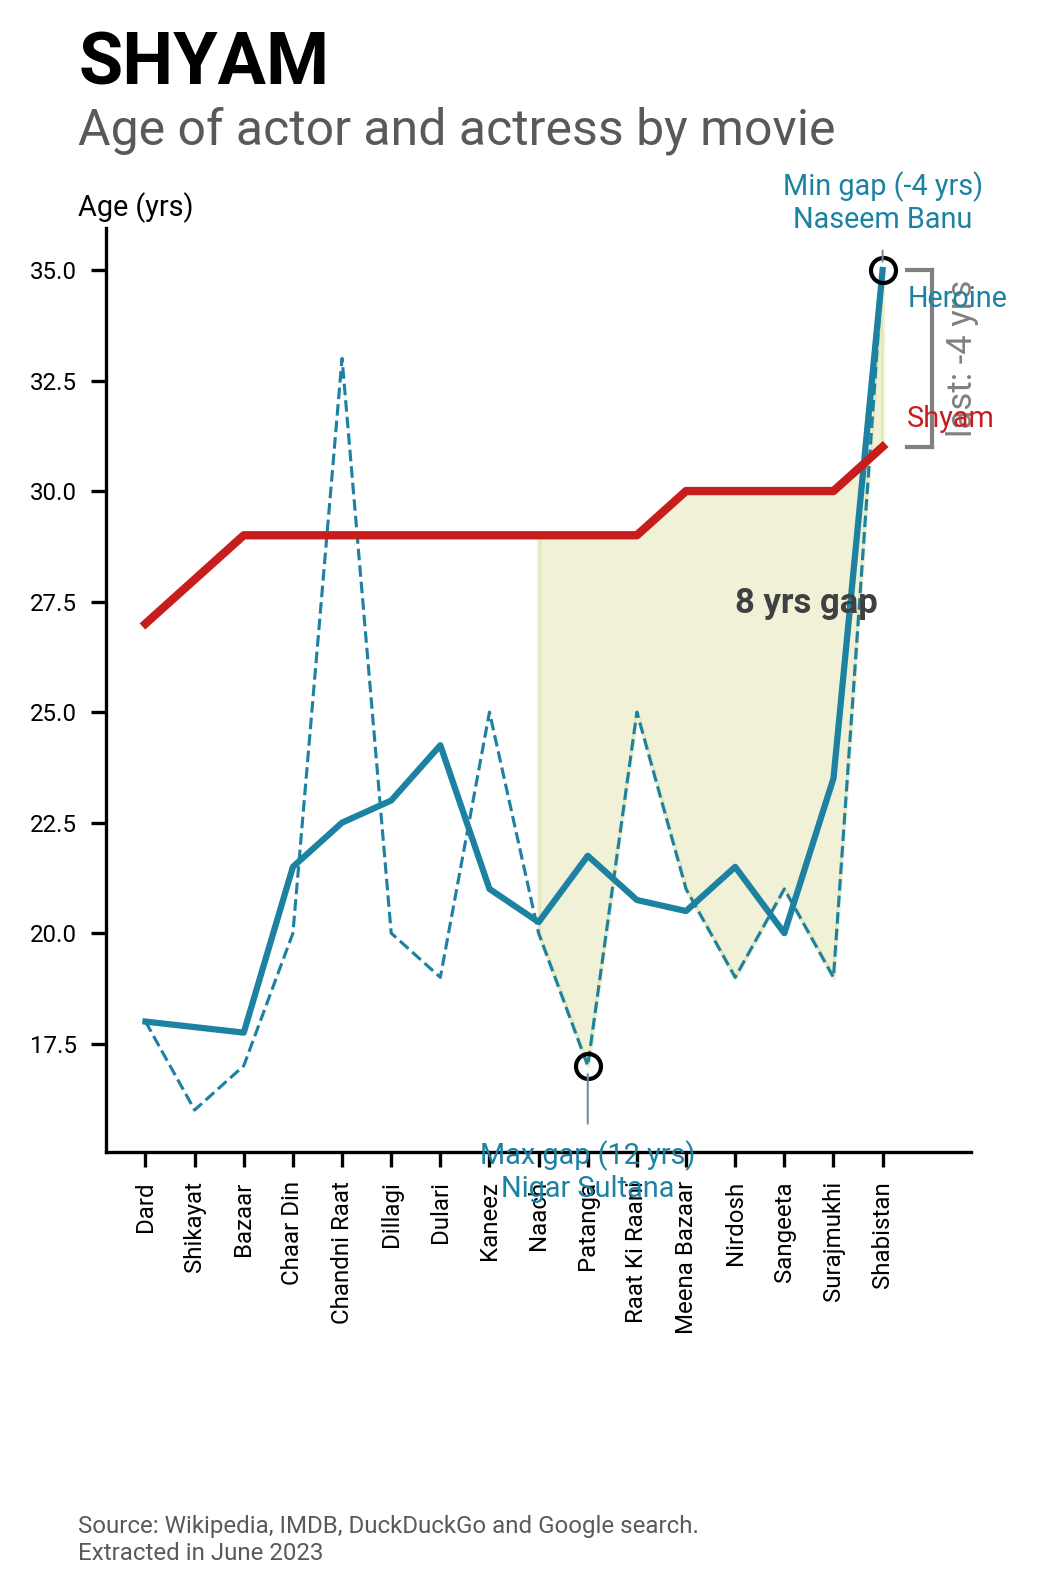 SHYAM
Age of actor and actress by movie
Min gap (-4 yrs)
Naseem Banu
Age (yrs)
35.0
32.5
30.0
27.5
25.0
22.5
20.0
17.5
Heroine
last: -4 yrs
Shyam
8 yrs gap
Max gap (12 yrs)
Nigar Sultana
Dard
Shikayat
Bazaar
Chaar Din
Chandni Raat
Dillagi
Dulari
Kaneez
Naach
Patanga
Raat Ki Raani
Meena Bazaar
Nirdosh
Sangeeta
Surajmukhi
Shabistan
Source: Wikipedia, IMDB, DuckDuckGo and Google search.
Extracted in June 2023